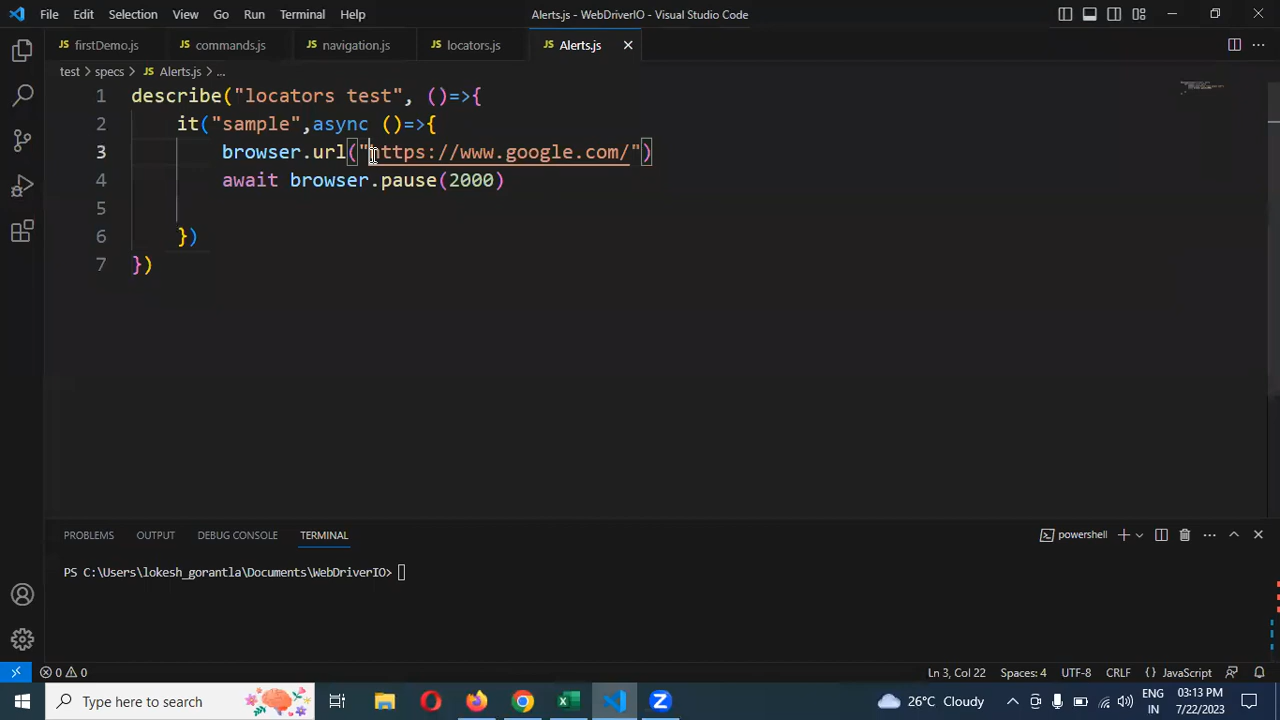 File Edit Selection View Go Run Terminal Help Alerts.js - WebDriverIO - Visual Studio Code
firstDemo.js commands.js navigation.js JS locators.js JS Alerts.js
test > specs > JS Alerts.js > ...
1 describe("locators test", ()=>{
2 it("sample",async ()=>{
3 browser.url("https://www.google.com/")
4 await browser.pause(2000)
5
6 })
7 })
PROBLEMS OUTPUT DEBUG CONSOLE TERMINAL powershell
PS C:\Users\lokesh_gorantla\Documents\WebDriverIO>
0 0 Ln 3, Col 22 Spaces: 4 UTF-8 CRLF {} JavaScript
Type here to search 26°C Cloudy ENG 03:13 PM
IN 7/22/2023